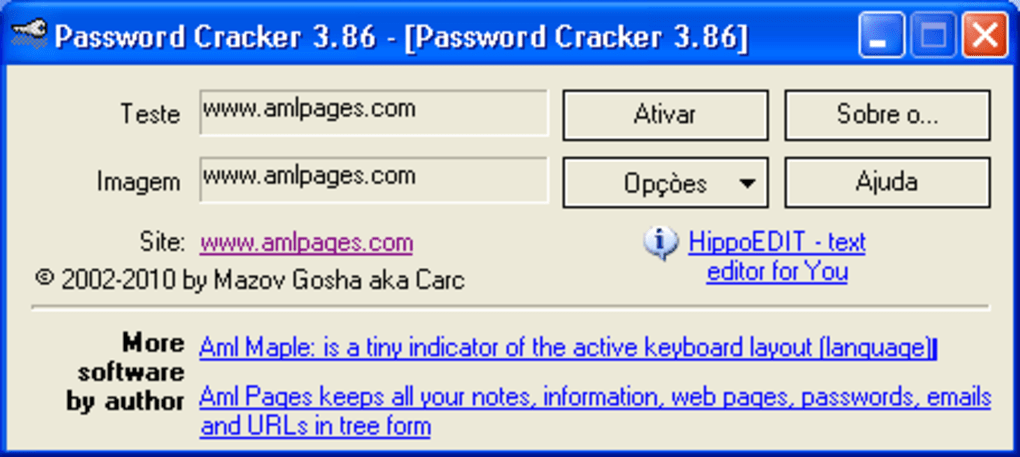 Password Cracker 3.86 - [Password Cracker 3.86]
Teste www.amlpages.com Ativar Sobre o...
Imagem www.amlpages.com Opçòes Ajuda
Site: www.amlpages.com HippoEDIT - text
editor for You
© 2002-2010 by Mazov Gosha aka Carc
More Aml Maple: is a tiny indicator of the active keyboard layout (language)
software
by author Aml Pages keeps all your notes, information, web pages, passwords, emails
and URLs in tree form